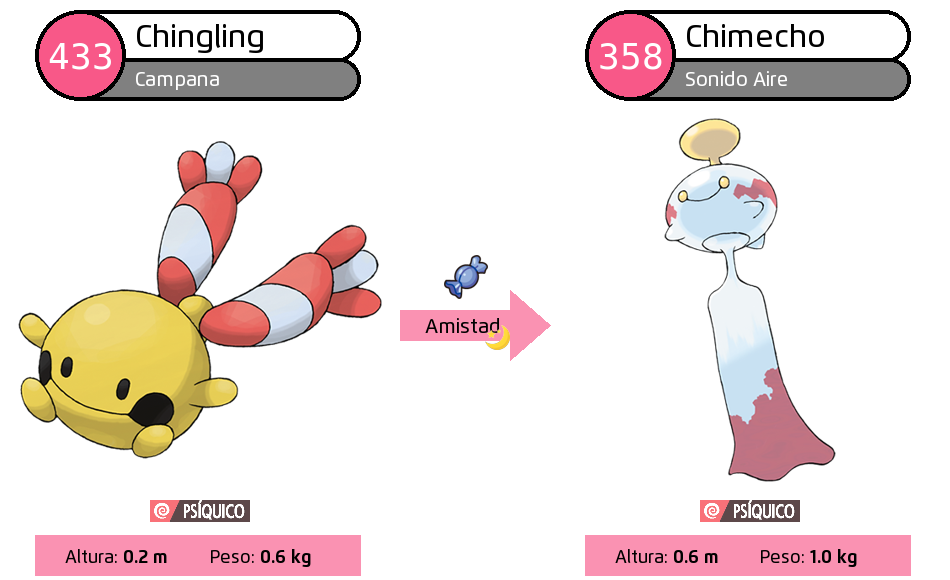 433
Chingling
Campana
358
Chimecho
Sonido Aire
Amistad
PSÍQUICO
PSÍQUICO
Altura: 0.2 m Peso: 0.6 kg
Altura: 0.6 m Peso: 1.0 kg